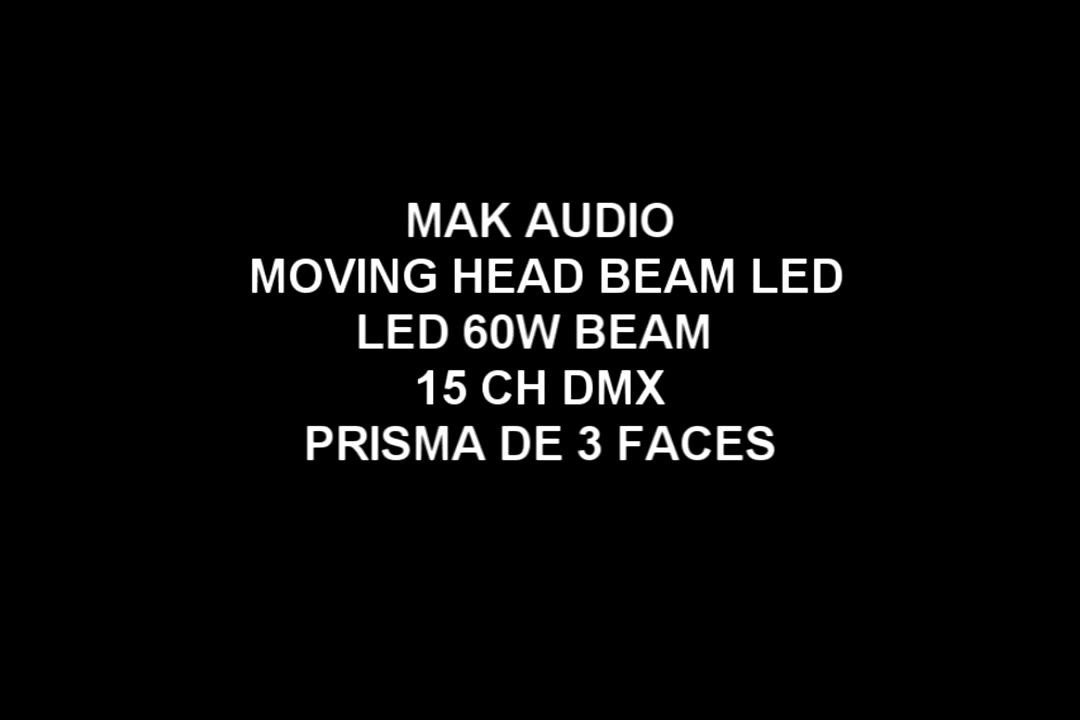 MAK AUDIO
MOVING HEAD BEAM LED
LED 60W BEAM
15 CH DMX
PRISMA DE 3 FACES